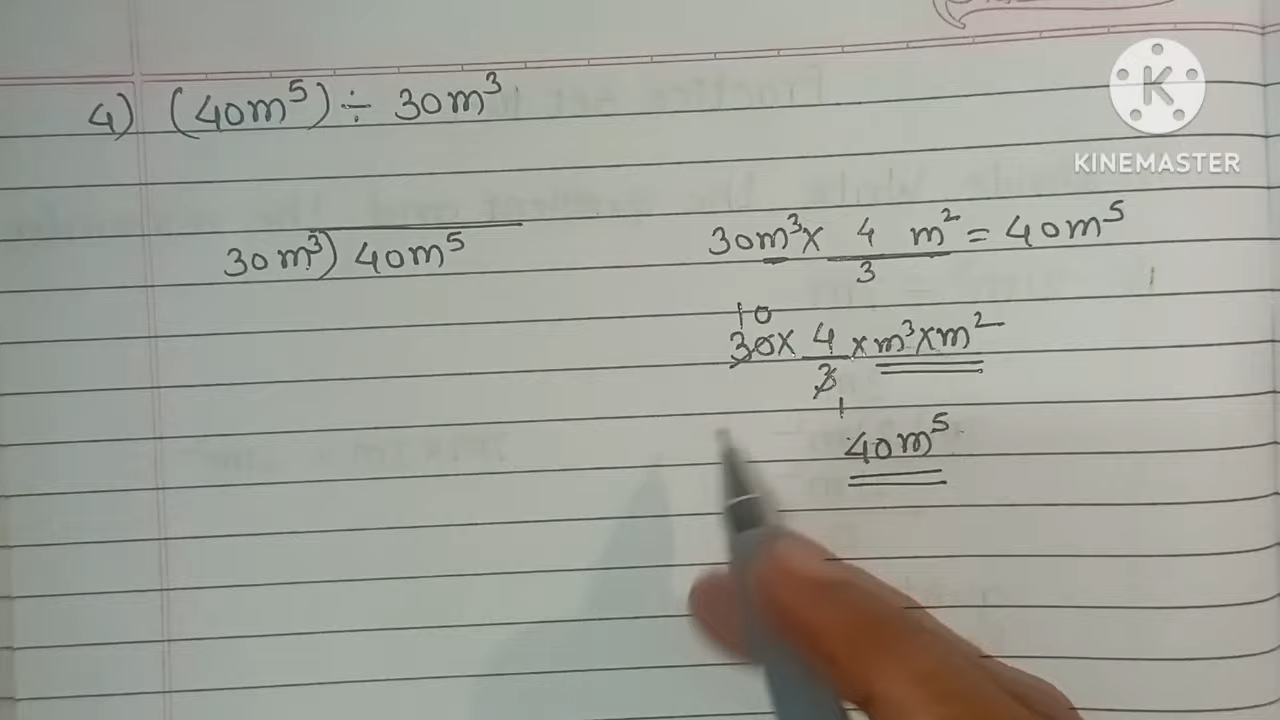 4) (40m⁵) ÷ 30m³
KINEMASTER
30m³) 40m⁵
30m³ × 4/3 m² = 40m⁵
10
30 × 4/3 × m³ × m²
1
40m⁵